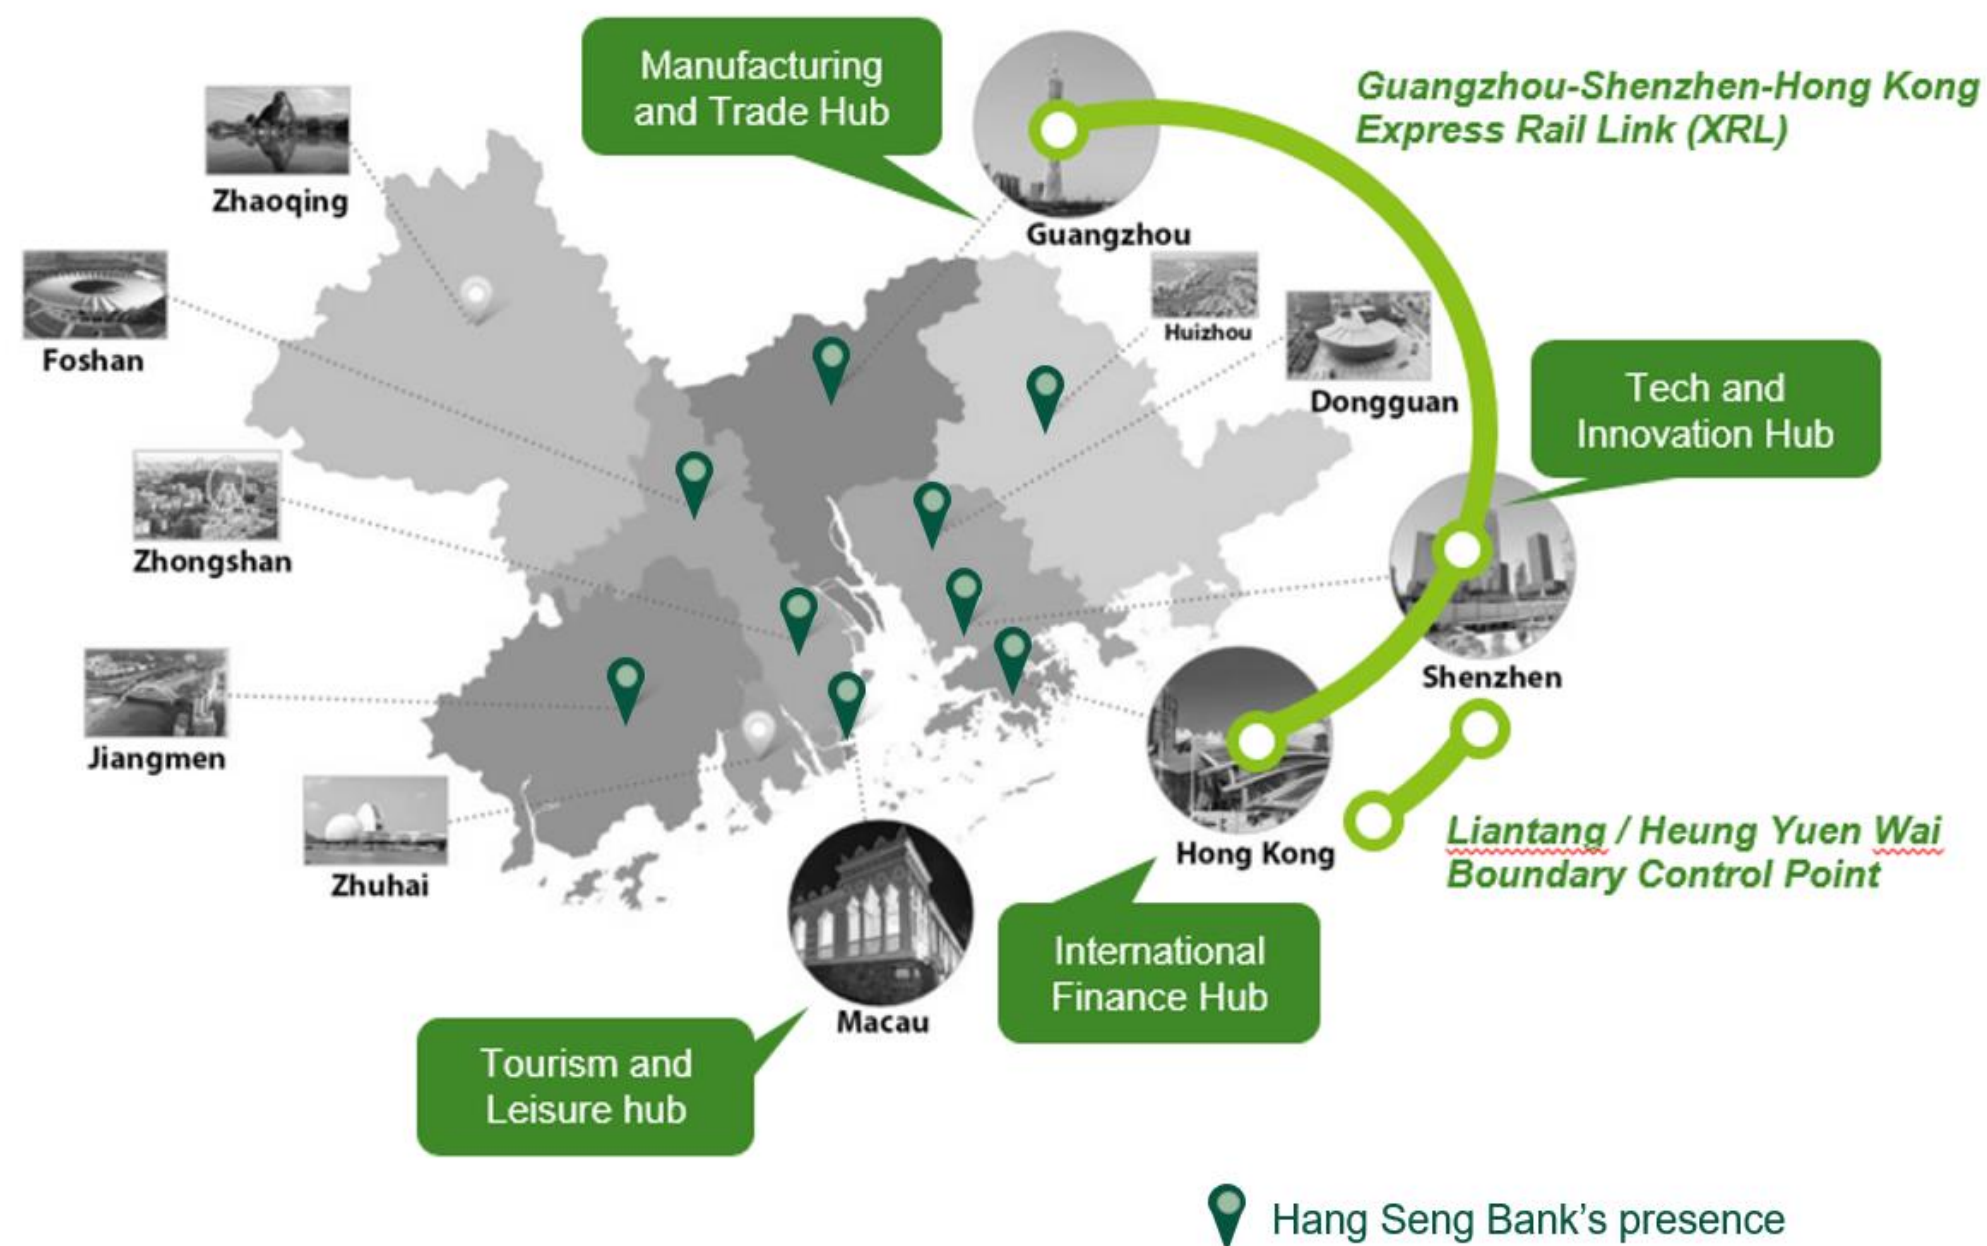 Manufacturing
and Trade Hub
Guangzhou-Shenzhen-Hong Kong
Express Rail Link (XRL)
Zhaoqing
Guangzhou
Huizhou
Foshan
Dongguan
Tech and
Innovation Hub
Zhongshan
Shenzhen
Jiangmen
Liantang / Heung Yuen Wai
Boundary Control Point
Hong Kong
Zhuhai
International
Finance Hub
Macau
Tourism and
Leisure hub
Hang Seng Bank’s presence